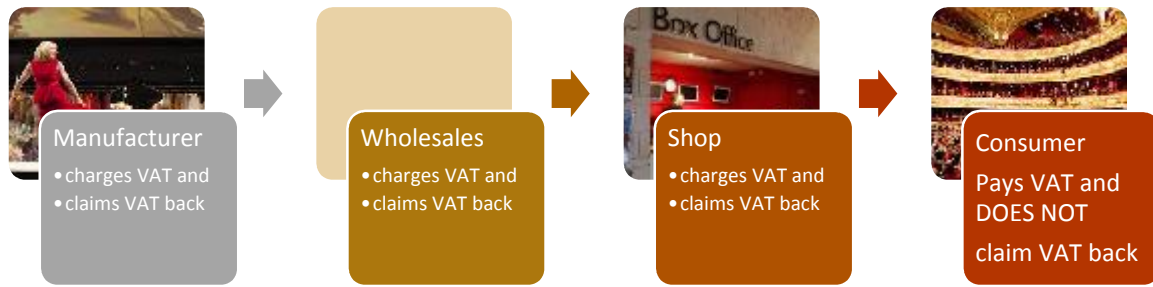 Box Office
Manufacturer
• charges VAT and
• claims VAT back
Wholesales
• charges VAT and
• claims VAT back
Shop
• charges VAT and
• claims VAT back
Consumer
Pays VAT and
DOES NOT
claim VAT back